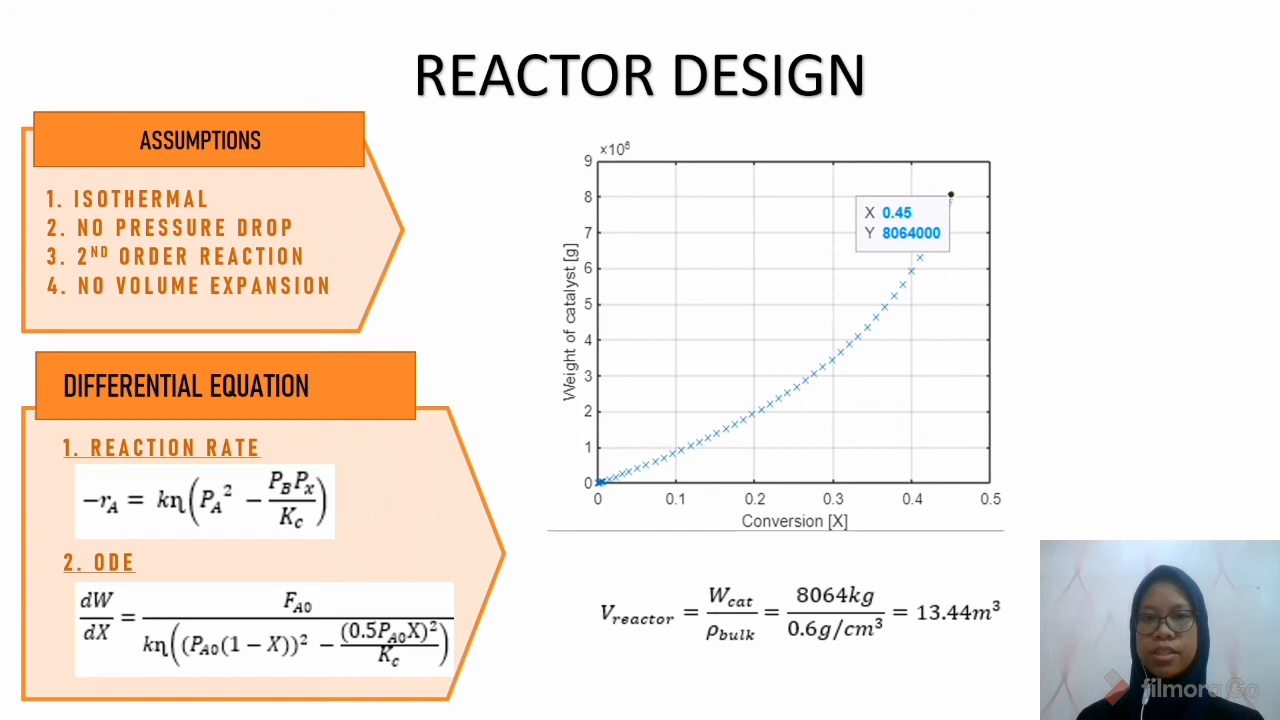 REACTOR DESIGN
ASSUMPTIONS
1. ISOTHERMAL
2. NO PRESSURE DROP
3. 2ND ORDER REACTION
4. NO VOLUME EXPANSION
DIFFERENTIAL EQUATION
1. REACTION RATE
−r_A = kη(P_A² − P_B P_x / K_c)
2. ODE
dW/dX = F_A0 / kη((P_A0(1 − X))² − (0.5P_A0X)²/K_c)
×10⁶
9
8
7
6
5
4
3
2
1
0
Weight of catalyst [g]
X 0.45
Y 8064000
0 0.1 0.2 0.3 0.4 0.5
Conversion [X]
V_reactor = W_cat/ρ_bulk = 8064kg/0.6g/cm³ = 13.44m³
filmoraGo